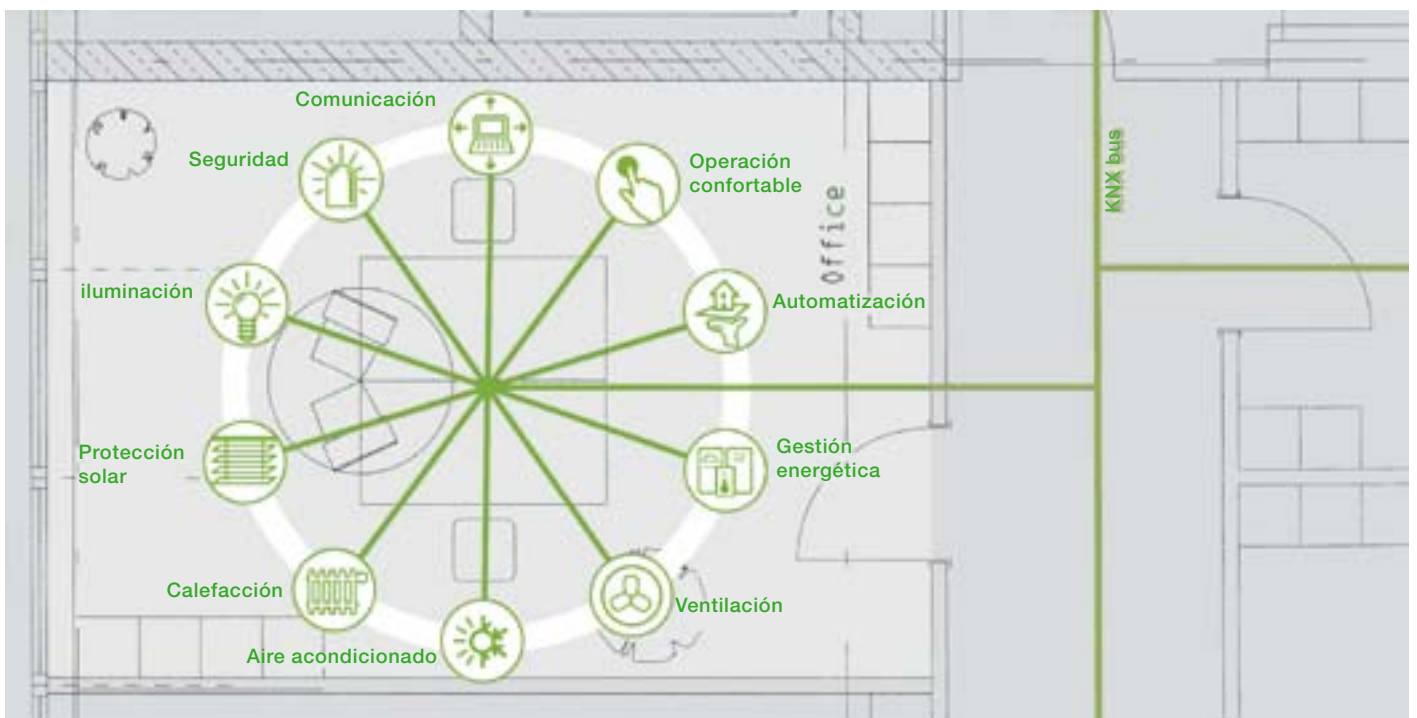 Comunicación
Seguridad
Operación
confortable
KNX bus
Office
iluminación
Automatización
Protección
solar
Gestión
energética
Calefacción
Ventilación
Aire acondicionado